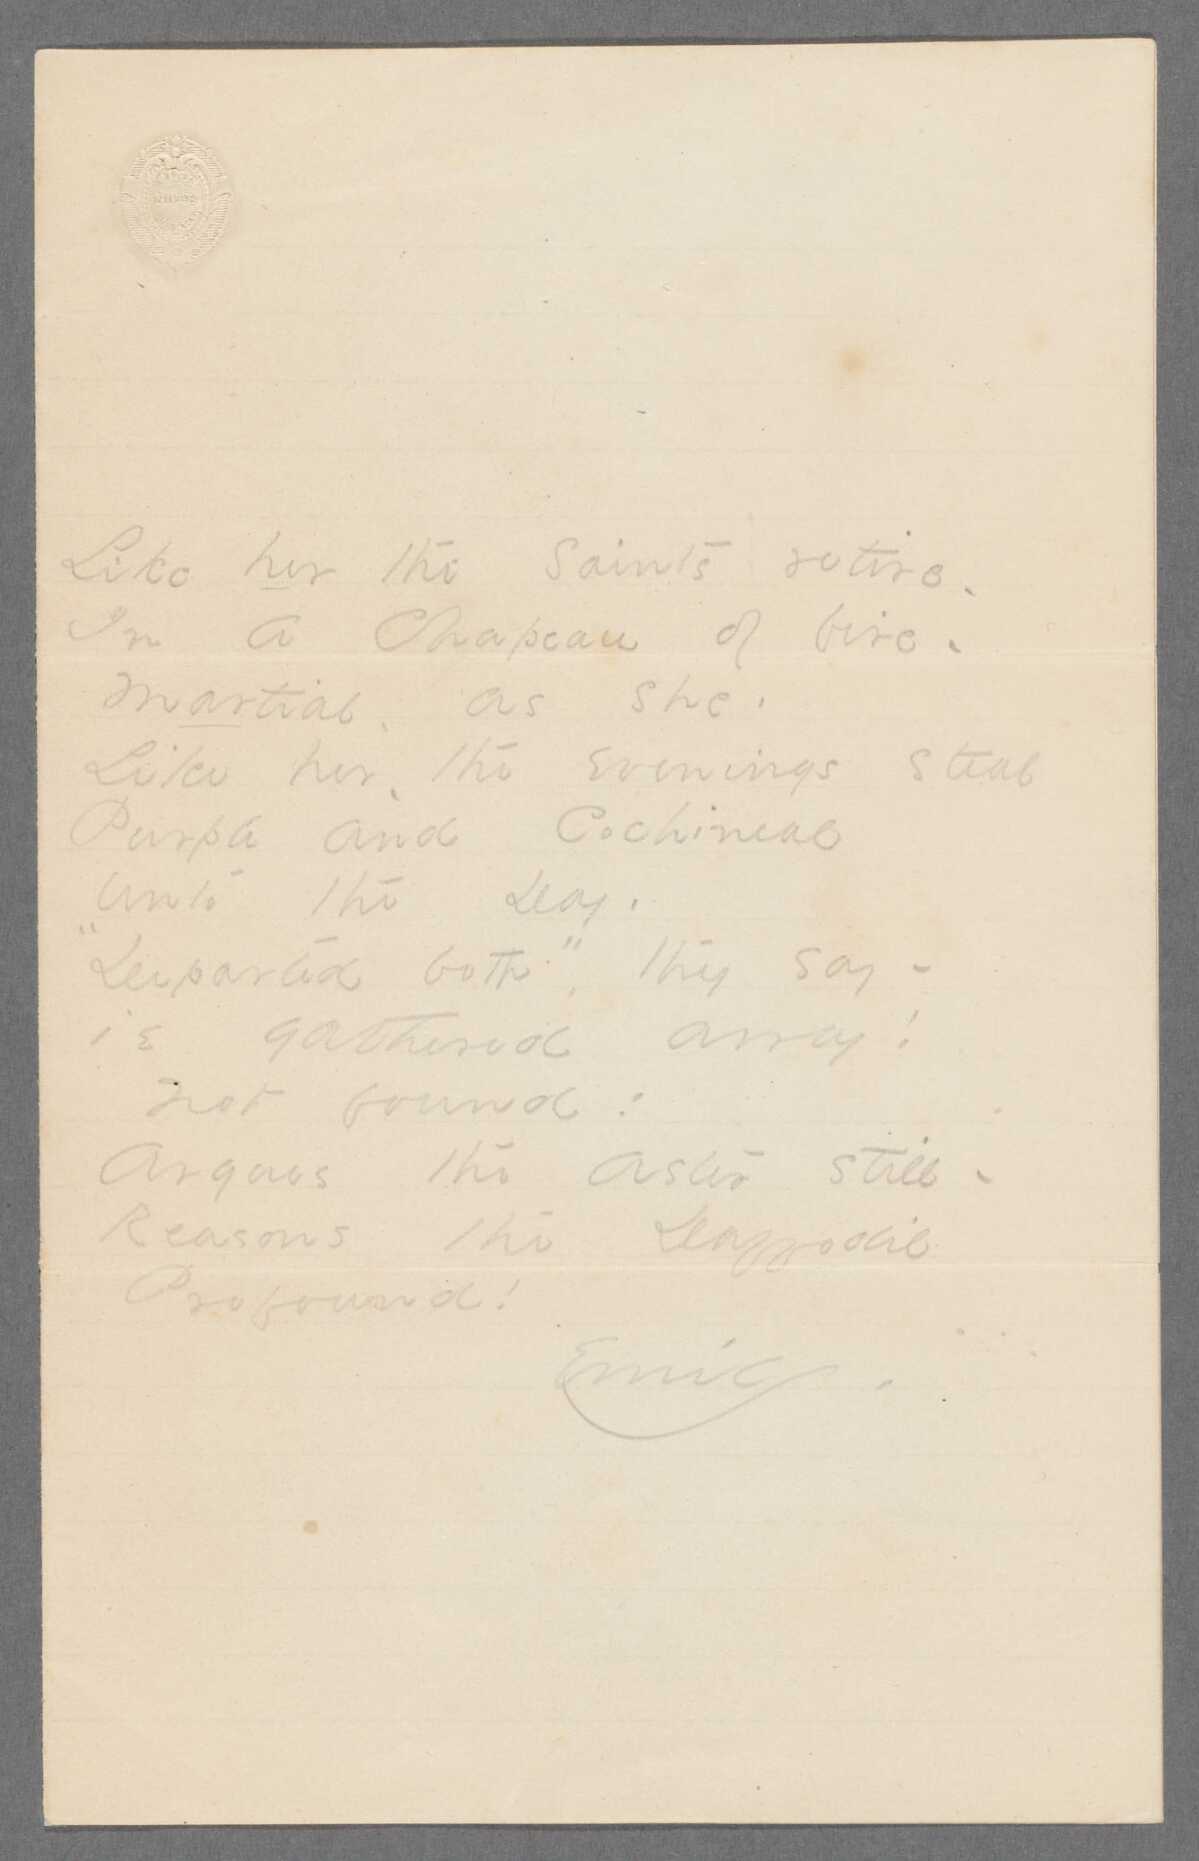 Like her the Saints retire,
In a Chapeau of fire,
Martial, as she.
Like her, the Evenings steal
Purple and Cochineal
Unto the Day.
"Departed both", they say -
is gathered away!
not found:
Argues the Aster still -
Reasons the Daffodil
Profound!
Emily.